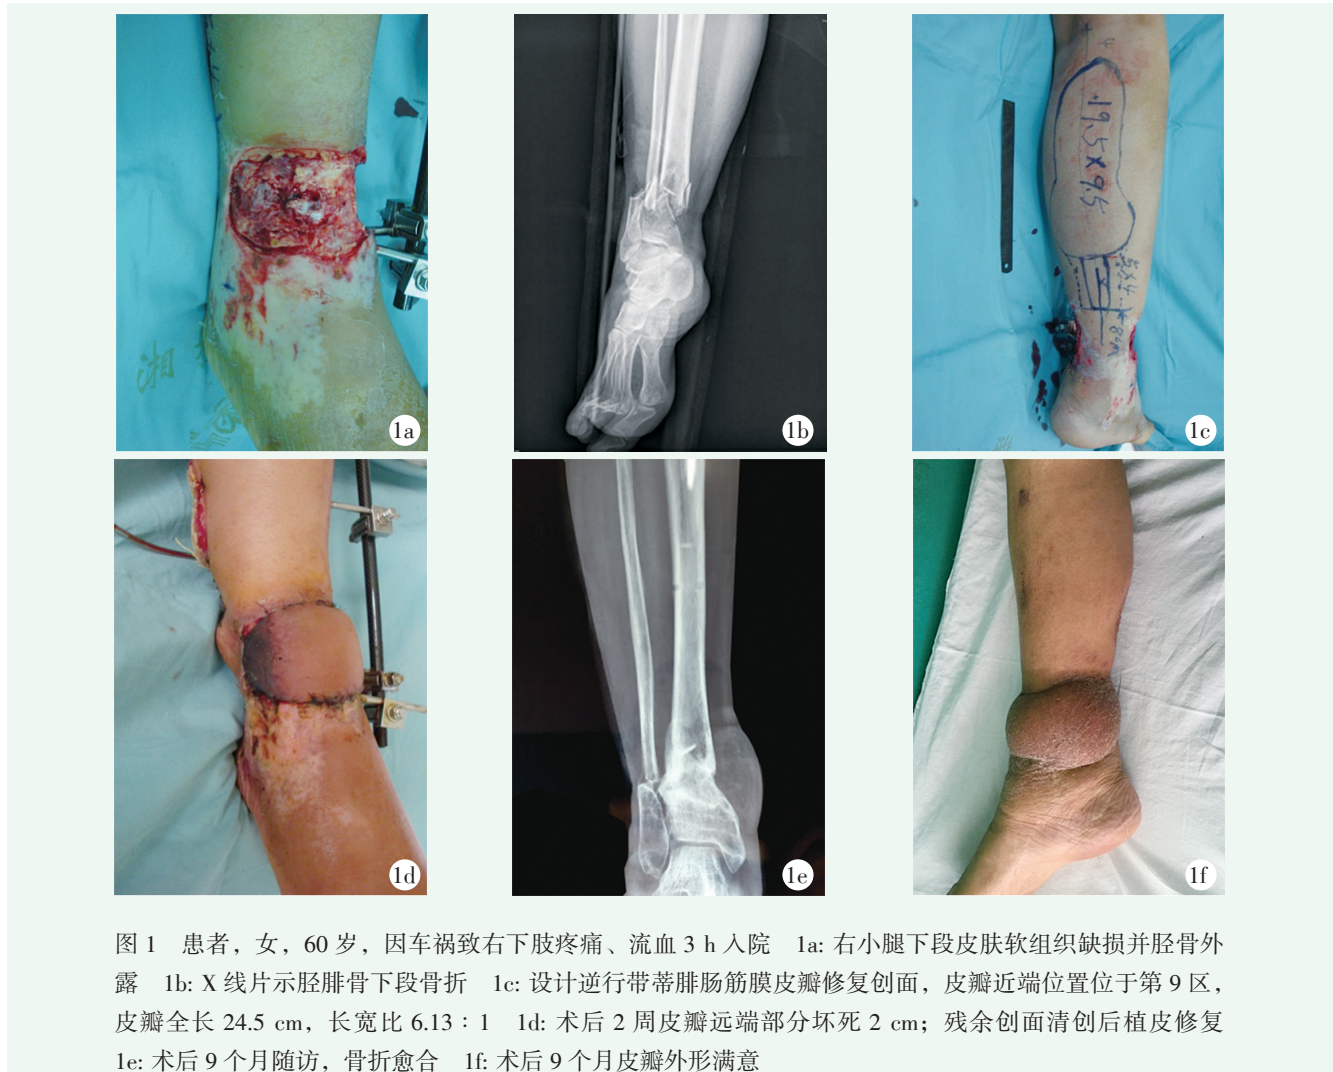 湘
19.5×9.5
1a
1b
1c
1d
1e
1f
图 1 患者，女，60 岁，因车祸致右下肢疼痛、流血 3 h 入院 1a: 右小腿下段皮肤软组织缺损并胫骨外
露 1b: X 线片示胫腓骨下段骨折 1c: 设计逆行带蒂腓肠筋膜皮瓣修复创面，皮瓣近端位置位于第 9 区，
皮瓣全长 24.5 cm，长宽比 6.13∶1 1d: 术后 2 周皮瓣远端部分坏死 2 cm；残余创面清创后植皮修复
1e: 术后 9 个月随访，骨折愈合 1f: 术后 9 个月皮瓣外形满意